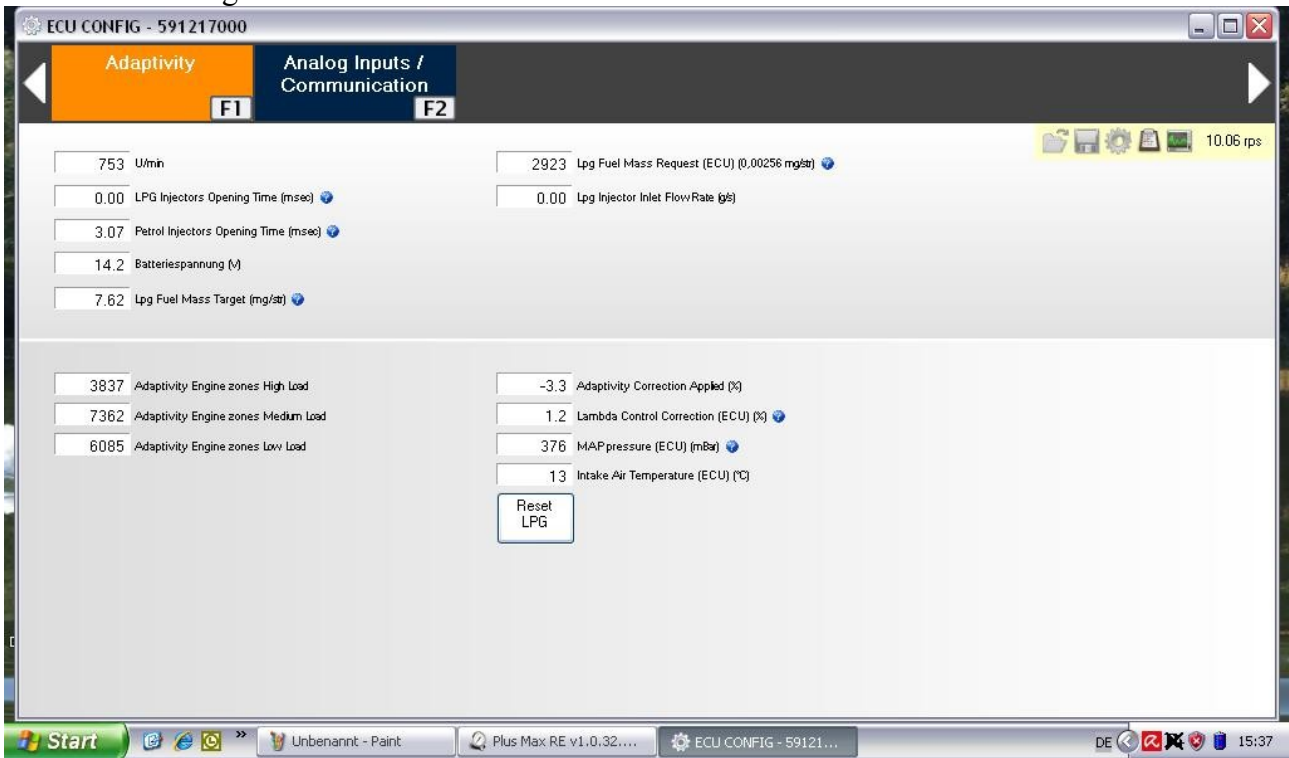 ECU CONFIG - 591217000
Adaptivity
F1
Analog Inputs /
Communication
F2
10.06 rps
753 U/min
0.00 LPG Injectors Opening Time (msec)
3.07 Petrol Injectors Opening Time (msec)
14.2 Batteriespannung (V)
7.62 Lpg Fuel Mass Target (mg/str)
2923 Lpg Fuel Mass Request (ECU) (0,00256 mg/str)
0.00 Lpg Injector Inlet Flow Rate (g/s)
3837 Adaptivity Engine zones High Load
7362 Adaptivity Engine zones Medium Load
6085 Adaptivity Engine zones Low Load
-3.3 Adaptivity Correction Applied (%)
1.2 Lambda Control Correction (ECU) (%)
376 MAP pressure (ECU) (mBar)
13 Intake Air Temperature (ECU) (°C)
Reset
LPG
Start
»
Unbenannt - Paint
Plus Max RE v1.0.32....
ECU CONFIG - 59121...
DE
15:37